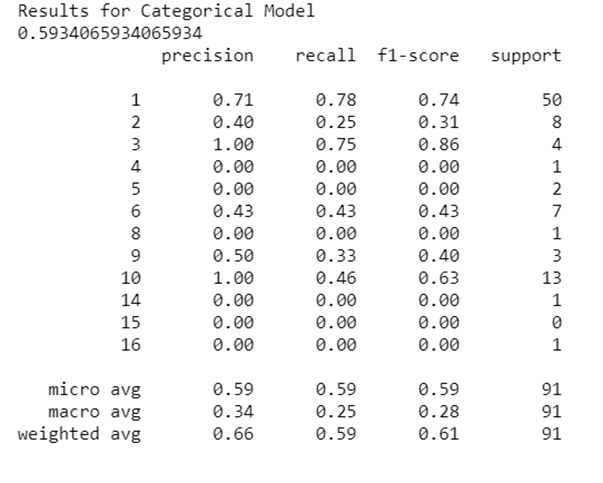 Results for Categorical Model
0.5934065934065934
precision recall f1-score support
1 0.71 0.78 0.74 50
2 0.40 0.25 0.31 8
3 1.00 0.75 0.86 4
4 0.00 0.00 0.00 1
5 0.00 0.00 0.00 2
6 0.43 0.43 0.43 7
8 0.00 0.00 0.00 1
9 0.50 0.33 0.40 3
10 1.00 0.46 0.63 13
14 0.00 0.00 0.00 1
15 0.00 0.00 0.00 0
16 0.00 0.00 0.00 1
micro avg 0.59 0.59 0.59 91
macro avg 0.34 0.25 0.28 91
weighted avg 0.66 0.59 0.61 91